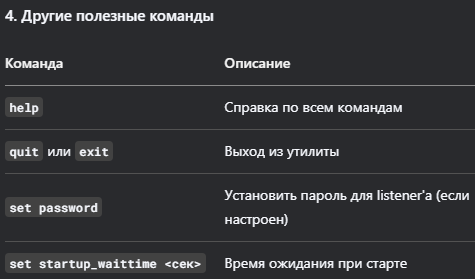 4. Другие полезные команды
Команда Описание
help Справка по всем командам
quit или exit Выход из утилиты
set password Установить пароль для listener'а (если
настроен)
set startup_waittime <сек> Время ожидания при старте